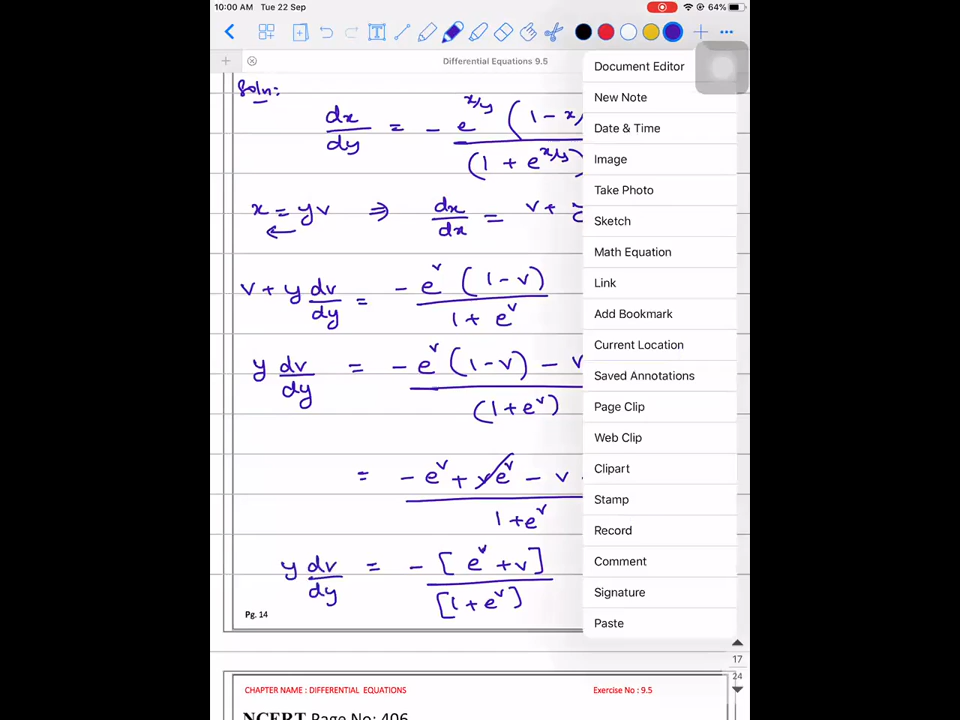 10:00 AM Tue 22 Sep 64%
Differential Equations 9.5
Soln:
dx/dy = - e^x/y (1 - x/
(1 + e^x/y)
x = yv ⇒ dx/dx = v +
v + y dv/dy = - e^v (1 - v) / 1 + e^v
y dv/dy = - e^v (1 - v) - v / (1 + e^v)
= - e^v + ve^v - v / 1 + e^v
y dv/dy = - [e^v + v] / [1 + e^v]
Pg. 14
Document Editor
New Note
Date & Time
Image
Take Photo
Sketch
Math Equation
Link
Add Bookmark
Current Location
Saved Annotations
Page Clip
Web Clip
Clipart
Stamp
Record
Comment
Signature
Paste
17
24
CHAPTER NAME : DIFFERENTIAL EQUATIONS Exercise No : 9.5
NCERT Page No: 406